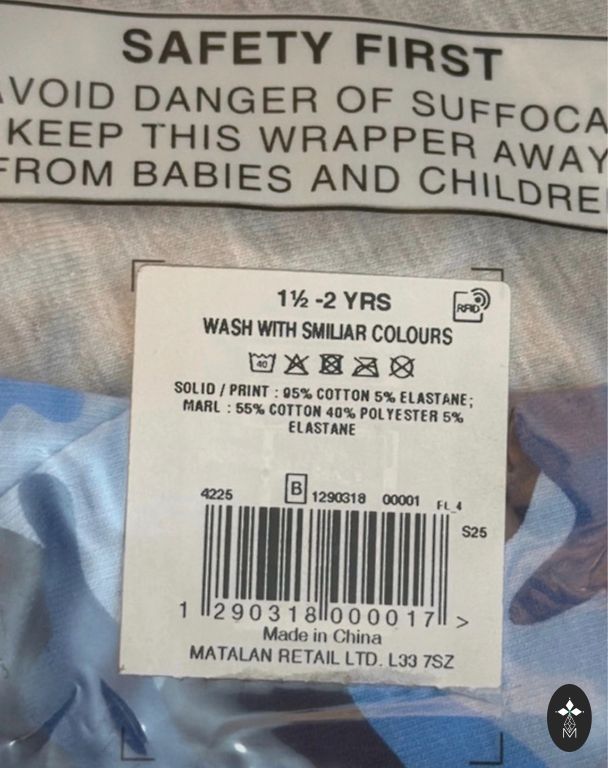 SAFETY FIRST
AVOID DANGER OF SUFFOCA
KEEP THIS WRAPPER AWAY
FROM BABIES AND CHILDRE
1½ -2 YRS
RFID
WASH WITH SMILIAR COLOURS
40
SOLID / PRINT : 95% COTTON 5% ELASTANE;
MARL : 55% COTTON 40% POLYESTER 5%
ELASTANE
4225 B 1290318 00001 FL_4
S25
1 290318 000017 >
Made in China
MATALAN RETAIL LTD. L33 7SZ
M